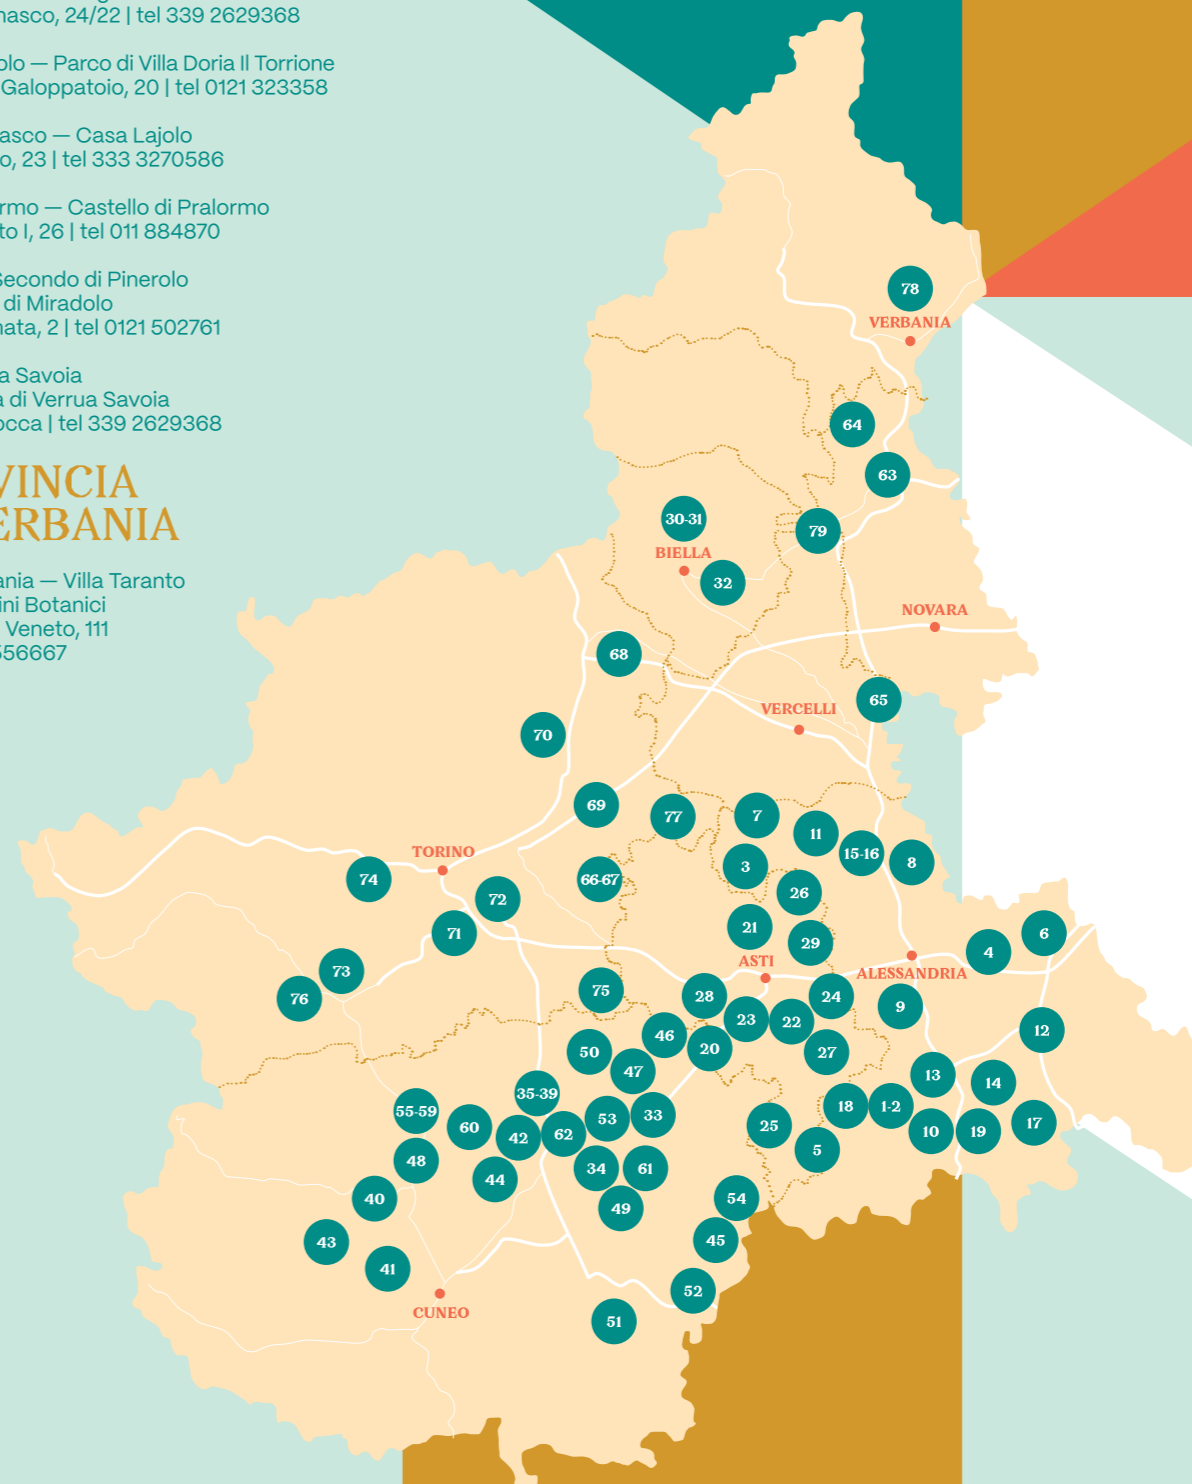 nasco, 24/22 | tel 339 2629368
olo — Parco di Villa Doria Il Torrione
Galoppatoio, 20 | tel 0121 323358
asco — Casa Lajolo
o, 23 | tel 333 3270586
rmo — Castello di Pralormo
to I, 26 | tel 011 884870
Secondo di Pinerolo
di Miradolo
nata, 2 | tel 0121 502761
a Savoia
a di Verrua Savoia
occa | tel 339 2629368
VINCIA
ERBANIA
ania — Villa Taranto
ini Botanici
Veneto, 111
556667
78
VERBANIA
64
63
30-31
79
BIELLA
32
NOVARA
68
65
VERCELLI
70
69
77
7
11
15-16
8
TORINO
3
74
66-67
26
72
21
6
71
29
4
ASTI
ALESSANDRIA
73
75
76
28
24
9
23
22
12
46
20
50
27
47
13
14
35-39
55-59
18
1-2
33
53
60
25
17
62
42
10
19
5
48
34
61
44
40
54
49
43
45
41
52
CUNEO
51